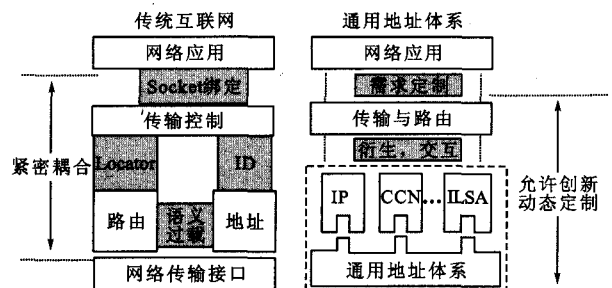 传统互联网
网络应用
Socket绑定
传输控制
紧密耦合
Locator
ID
路由
语义
过载
地址
网络传输接口
通用地址体系
网络应用
需求定制
传输与路由
衍生，交互
IP
CCN
...
ILSA
允许创新
动态定制
通用地址体系